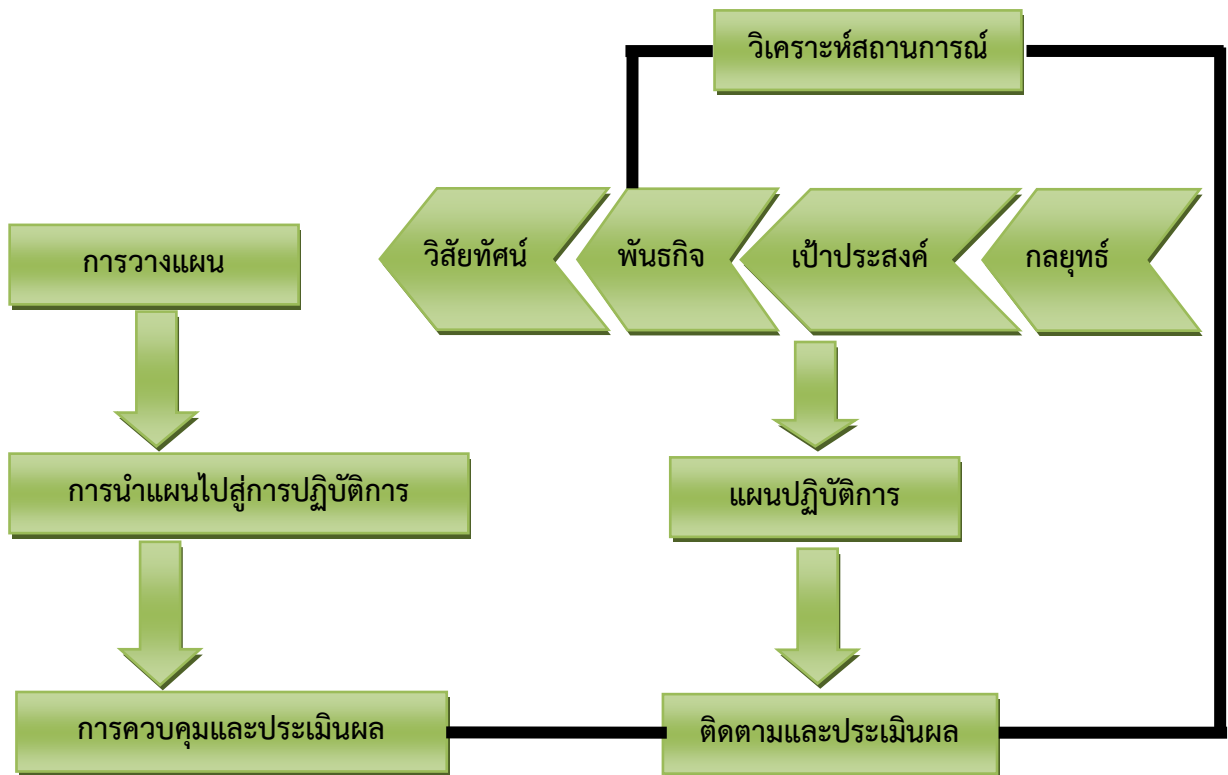 วิเคราะห์สถานการณ์
การวางแผน
วิสัยทัศน์
พันธกิจ
เป้าประสงค์
กลยุทธ์
การนำแผนไปสู่การปฏิบัติการ
แผนปฏิบัติการ
การควบคุมและประเมินผล
ติดตามและประเมินผล